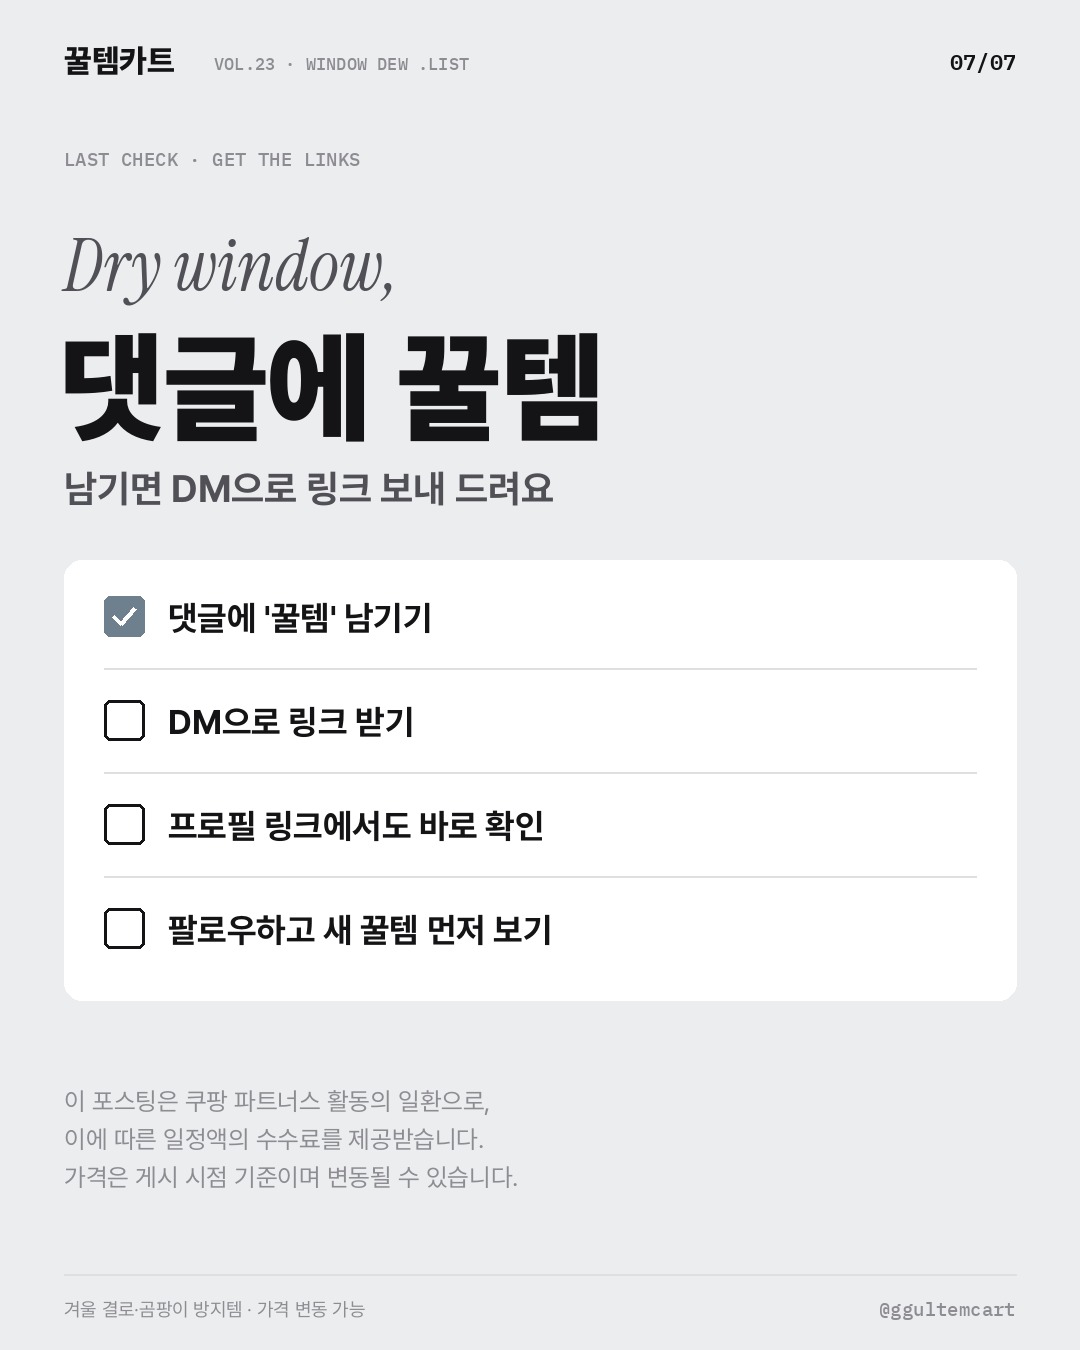 꿀템카트 VOL.23 · WINDOW DEW .LIST 07/07
LAST CHECK · GET THE LINKS
Dry window,
댓글에 꿀템
남기면 DM으로 링크 보내 드려요
댓글에 '꿀템' 남기기
DM으로 링크 받기
프로필 링크에서도 바로 확인
팔로우하고 새 꿀템 먼저 보기
이 포스팅은 쿠팡 파트너스 활동의 일환으로,
이에 따른 일정액의 수수료를 제공받습니다.
가격은 게시 시점 기준이며 변동될 수 있습니다.
겨울 결로·곰팡이 방지템 · 가격 변동 가능 @ggultemcart